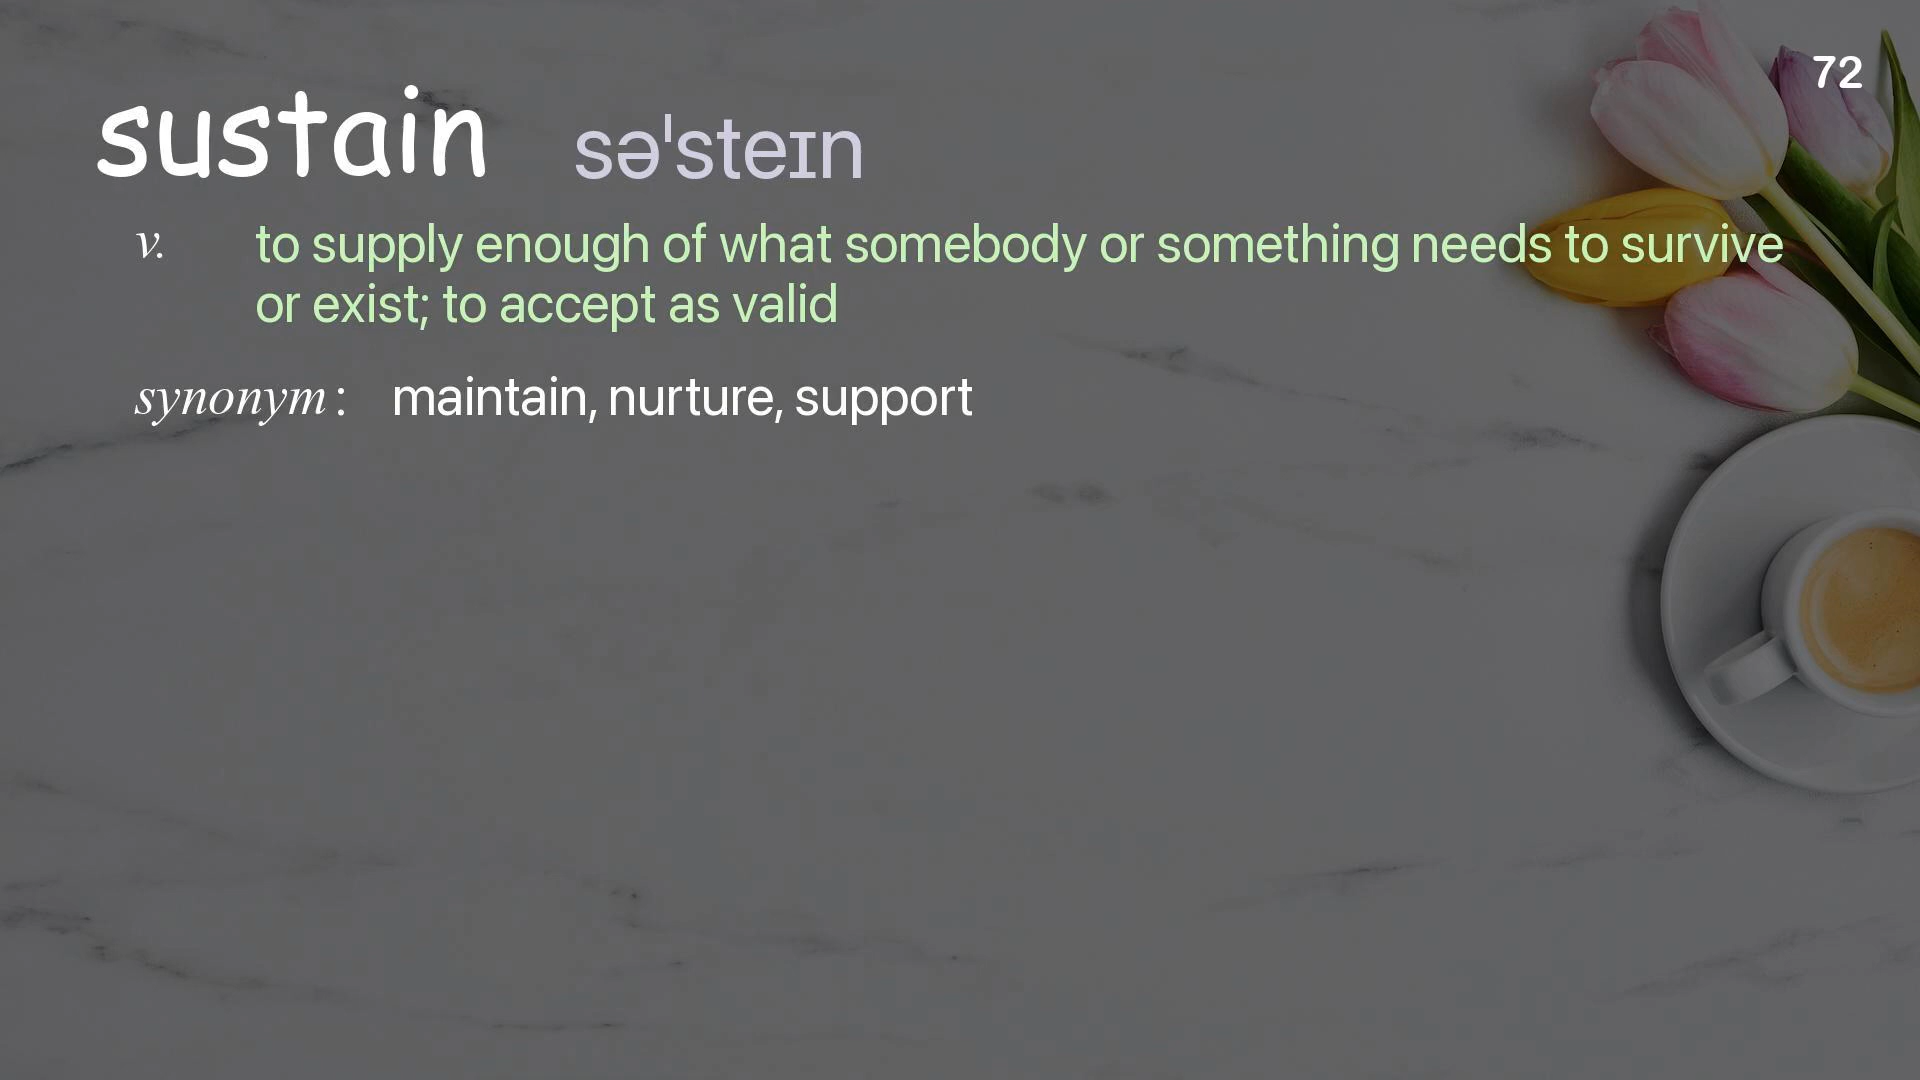 72
sustain səˈsteɪn
v. to supply enough of what somebody or something needs to survive
or exist; to accept as valid
synonym : maintain, nurture, support